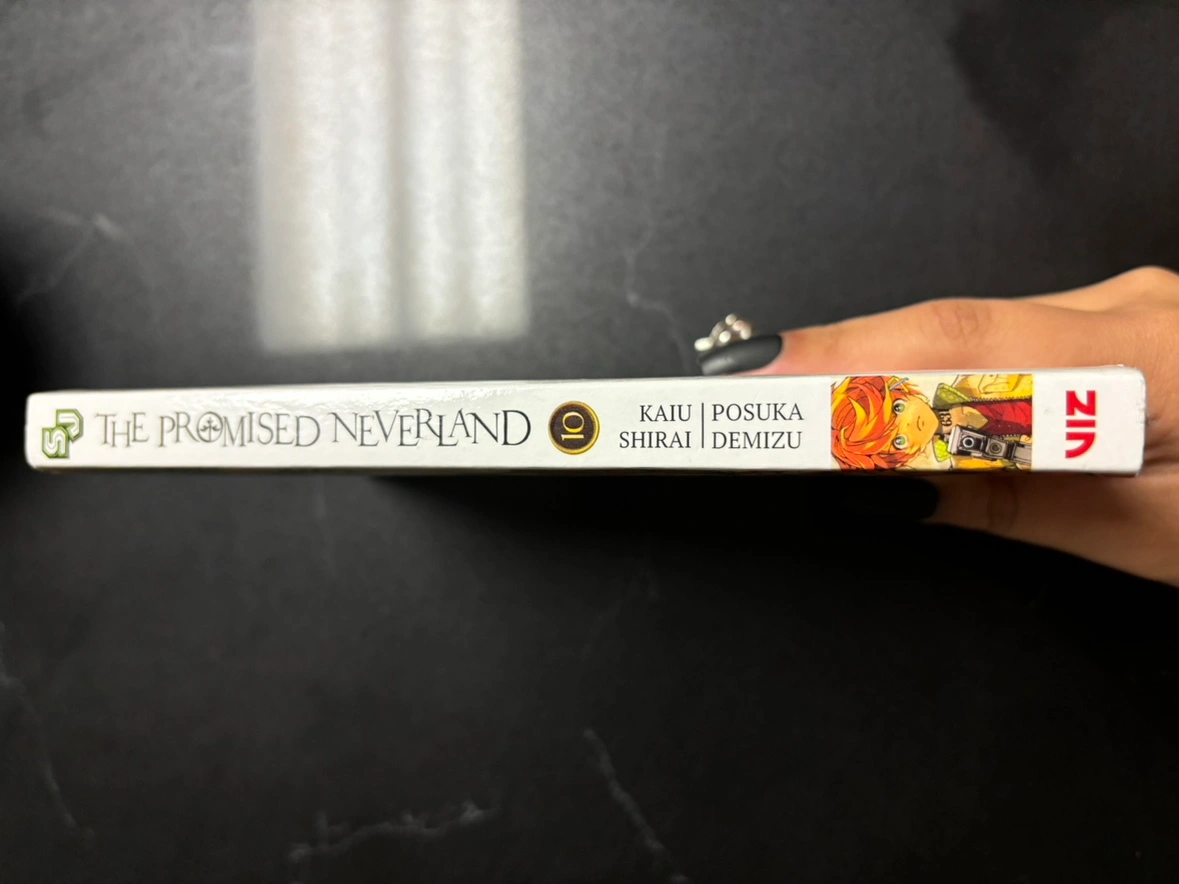 SJ
THE PROMISED NEVERLAND
10
KAIU
SHIRAI
POSUKA
DEMIZU
VIZ